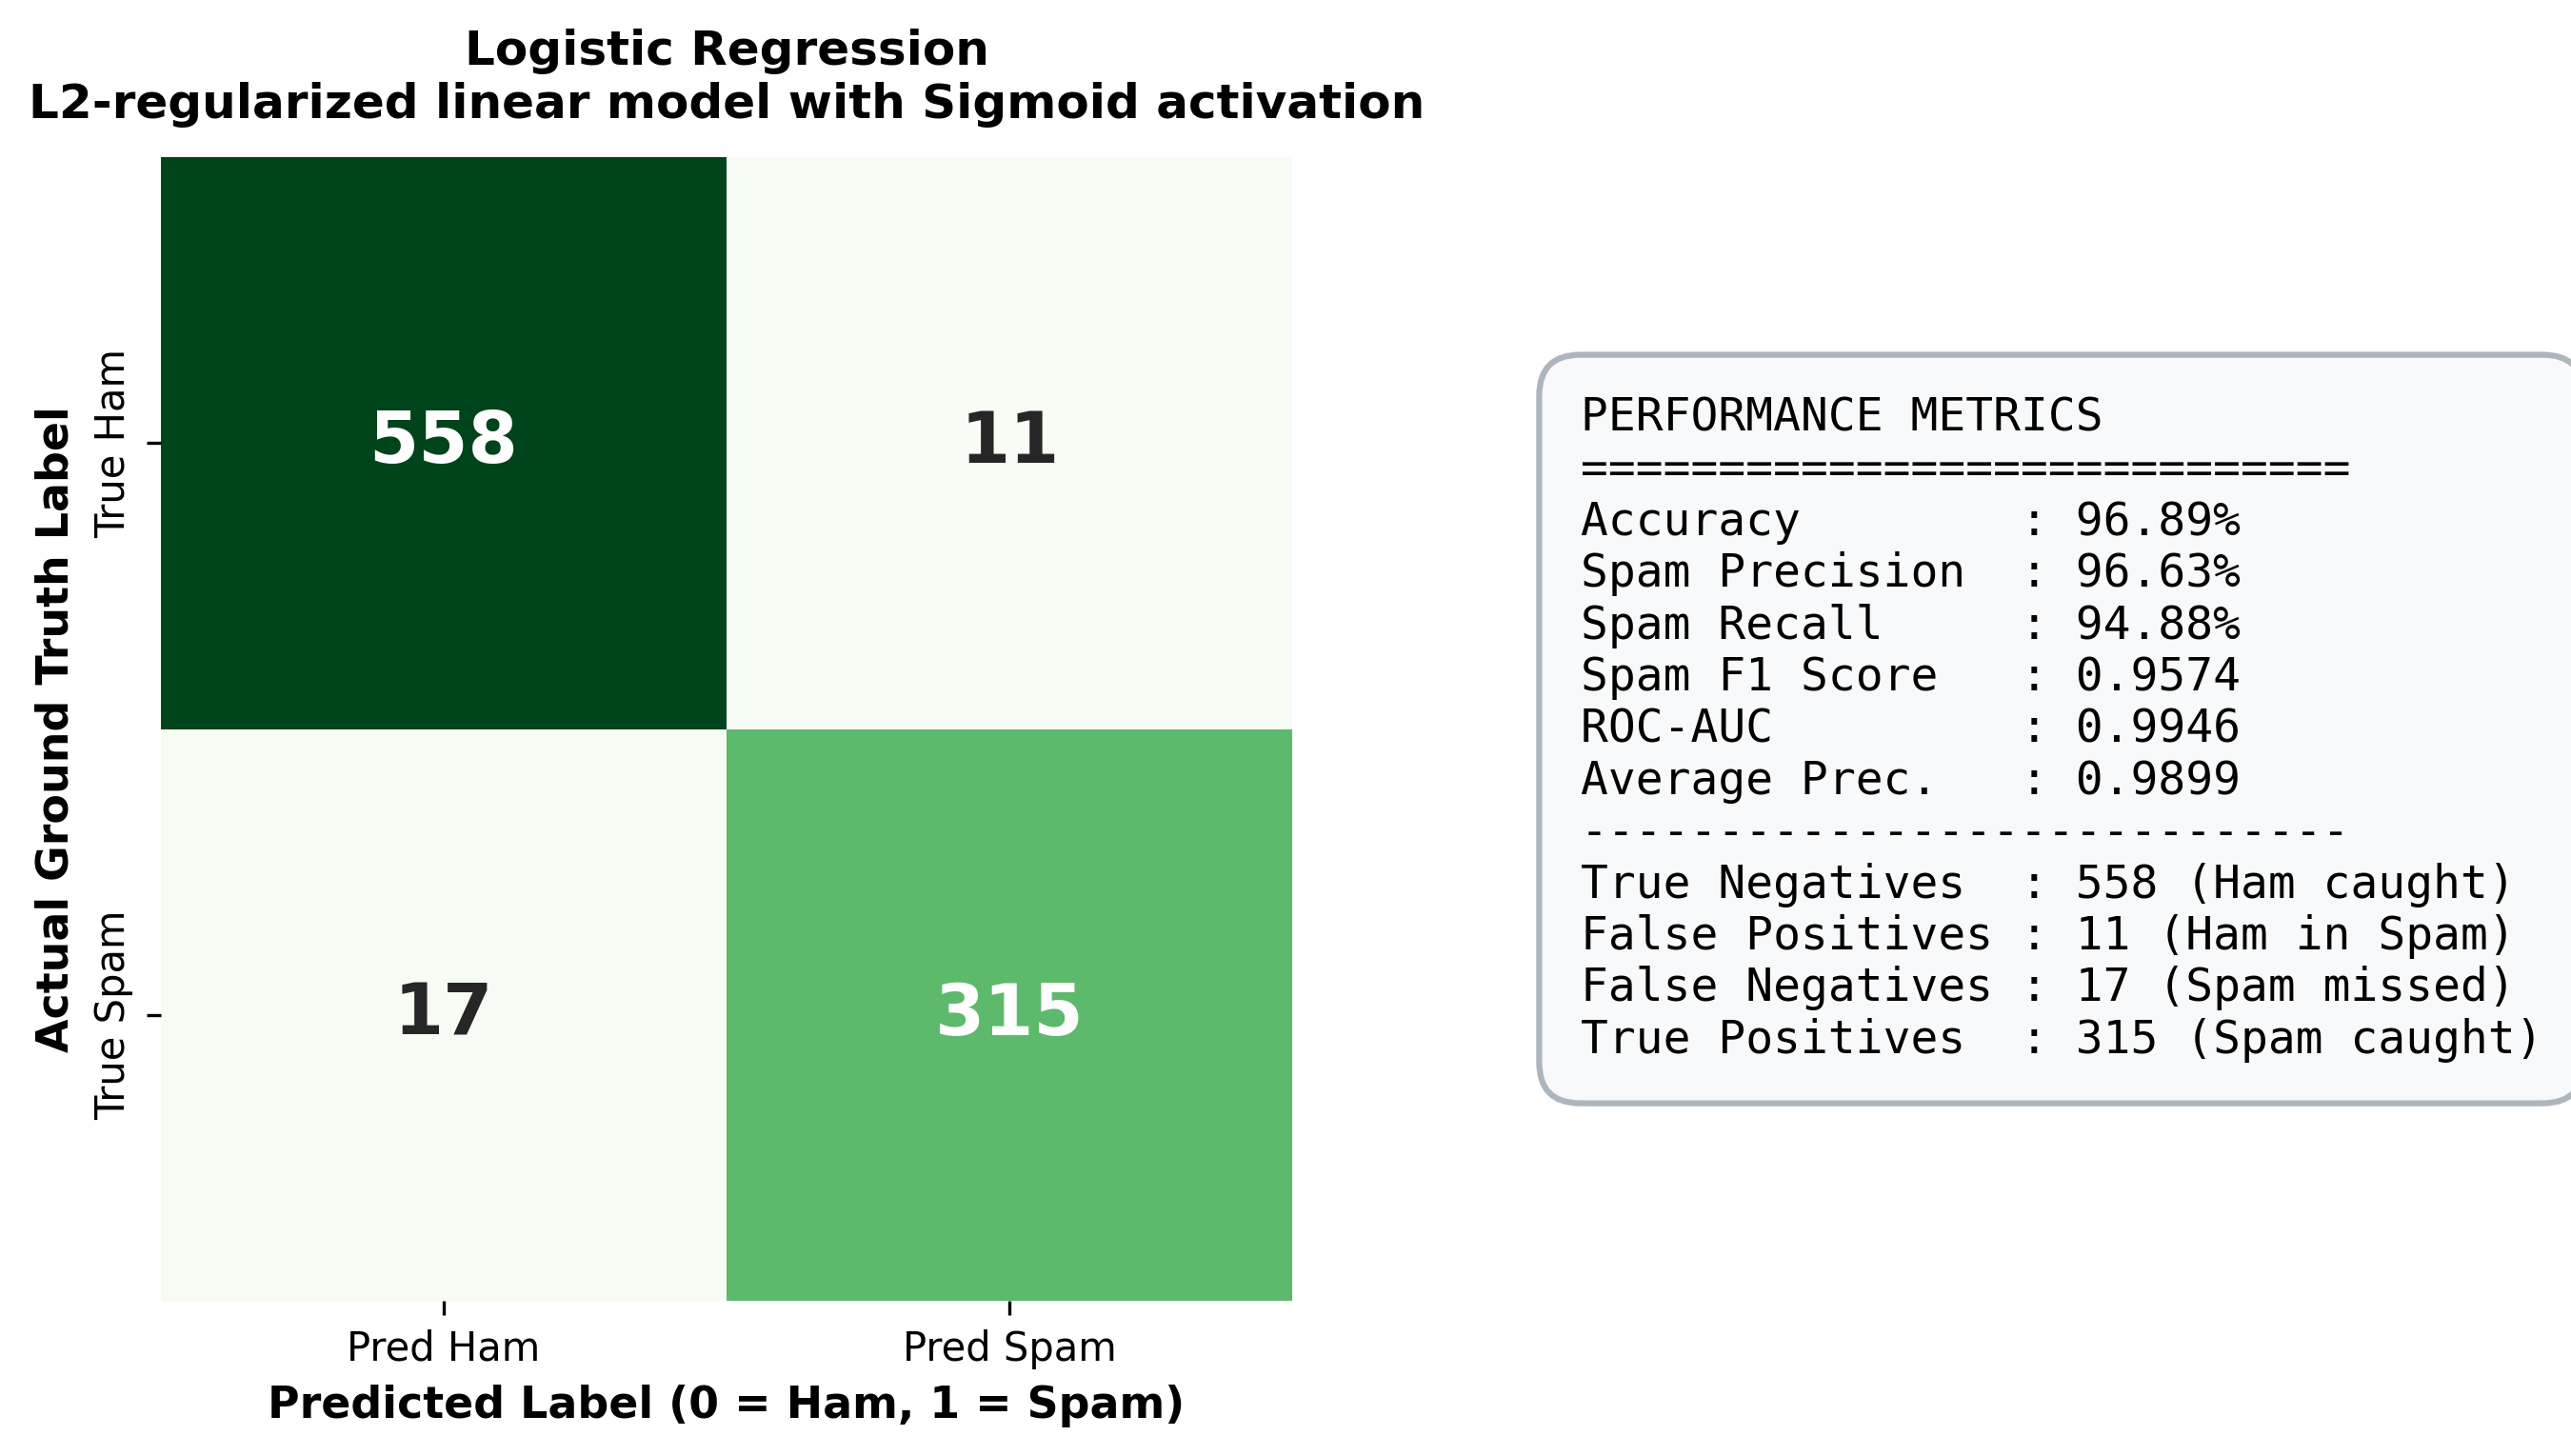 Logistic Regression
L2-regularized linear model with Sigmoid activation
Actual Ground Truth Label
True Ham
True Spam
558
11
17
315
Pred Ham
Pred Spam
Predicted Label (0 = Ham, 1 = Spam)
PERFORMANCE METRICS
============================
Accuracy        : 96.89%
Spam Precision  : 96.63%
Spam Recall     : 94.88%
Spam F1 Score   : 0.9574
ROC-AUC         : 0.9946
Average Prec.   : 0.9899
----------------------------
True Negatives  : 558 (Ham caught)
False Positives : 11 (Ham in Spam)
False Negatives : 17 (Spam missed)
True Positives  : 315 (Spam caught)